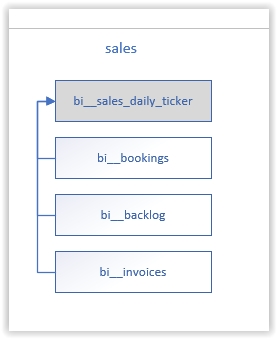 sales
bi__sales_daily_ticker
bi__bookings
bi__backlog
bi__invoices